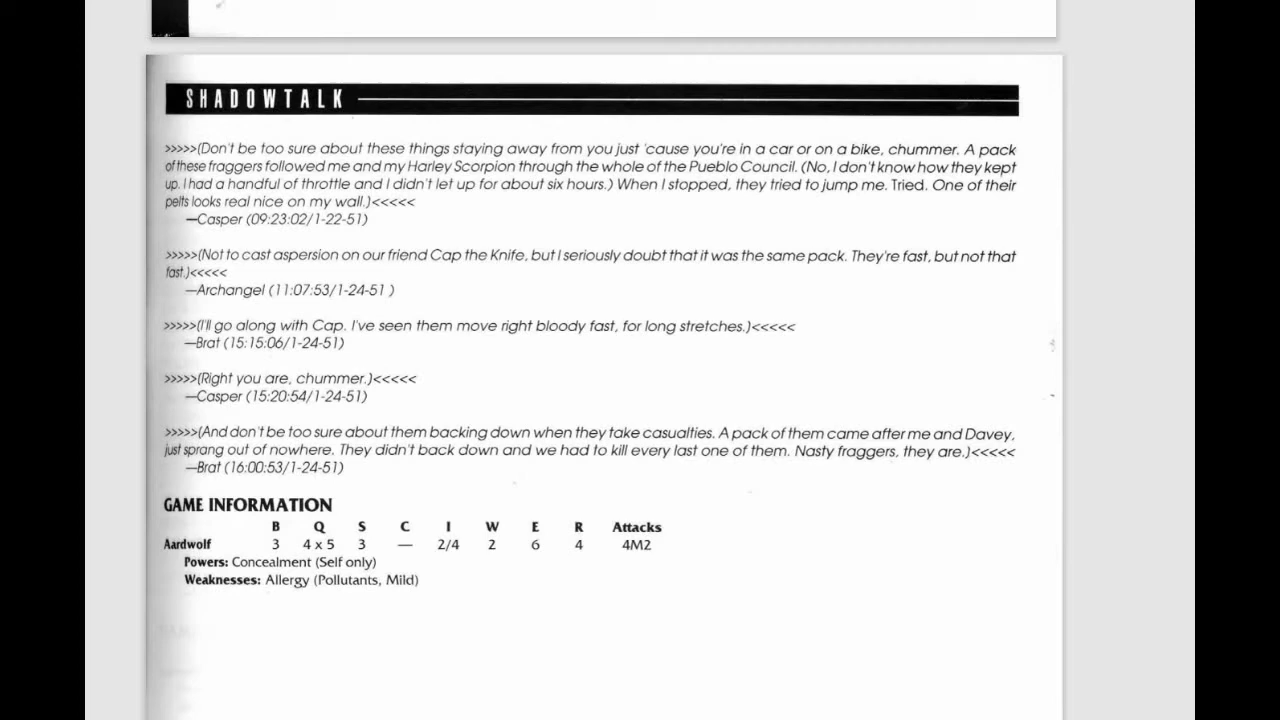 SHADOWTALK
>>>>>(Don't be too sure about these things staying away from you just 'cause you're in a car or on a bike, chummer. A pack
of these fraggers followed me and my Harley Scorpion through the whole of the Pueblo Council. (No, I don't know how they kept
up. I had a handful of throttle and I didn't let up for about six hours.) When I stopped, they tried to jump me. Tried. One of their
pelts looks real nice on my wall.)<<<<<
—Casper (09:23:02/1-22-51)
>>>>>(Not to cast aspersion on our friend Cap the Knife, but I seriously doubt that it was the same pack. They're fast, but not that
fast.)<<<<<
—Archangel (11:07:53/1-24-51 )
>>>>>(I'll go along with Cap. I've seen them move right bloody fast, for long stretches.)<<<<<
—Brat (15:15:06/1-24-51)
>>>>>(Right you are, chummer.)<<<<<
—Casper (15:20:54/1-24-51)
>>>>>(And don't be too sure about them backing down when they take casualties. A pack of them came after me and Davey,
just sprang out of nowhere. They didn't back down and we had to kill every last one of them. Nasty fraggers, they are.)<<<<<
—Brat (16:00:53/1-24-51)
GAME INFORMATION
B Q S C I W E R Attacks
Aardwolf 3 4 x 5 3 — 2/4 2 6 4 4M2
Powers: Concealment (Self only)
Weaknesses: Allergy (Pollutants, Mild)